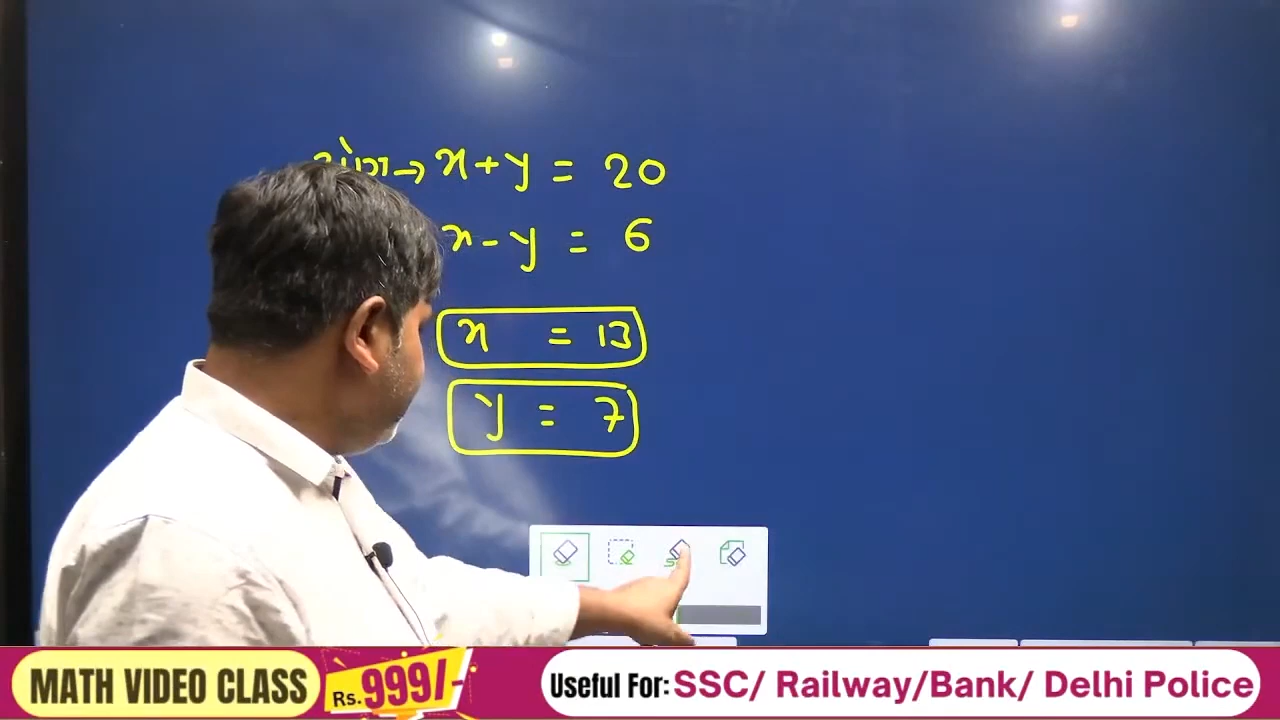 x + y = 20
x - y = 6
x = 13
y = 7
MATH VIDEO CLASS Rs. 999/- Useful For: SSC/ Railway/Bank/ Delhi Police